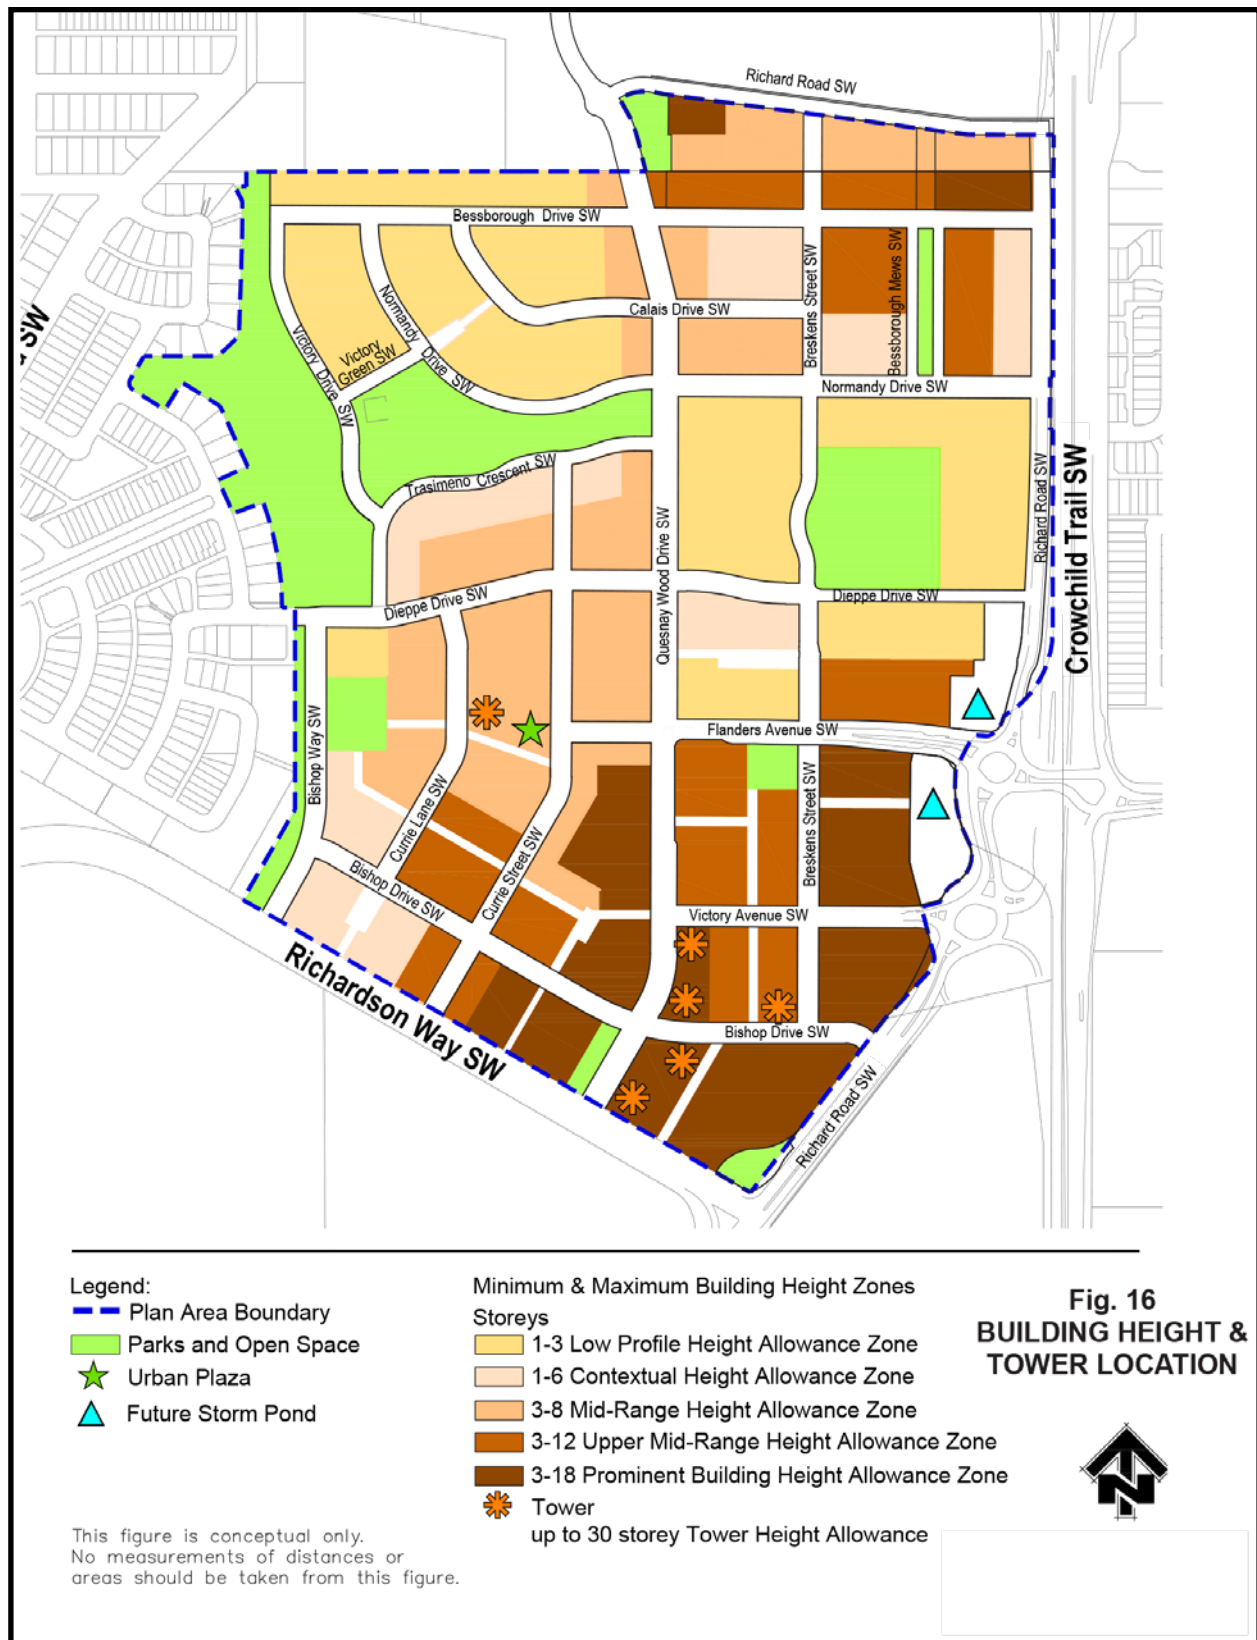 Richard Road SW
Bessborough Drive SW
Breskens Street SW
Bessborough Mews SW
Normandy Drive SW
Calais Drive SW
SW
Victory Drive SW
Victory
Green SW
Normandy Drive SW
Trasimeno Crescent SW
Quesnay Wood Drive SW
Richard Road SW
Crowchild Trail SW
Dieppe Drive SW
Dieppe Drive SW
Bishop Way SW
Flanders Avenue SW
Currie Lane SW
Currie Street SW
Breskens Street SW
Bishop Drive SW
Victory Avenue SW
Richardson Way SW
Bishop Drive SW
Richard Road SW
Legend:
Plan Area Boundary
Parks and Open Space
Urban Plaza
Future Storm Pond
Minimum & Maximum Building Height Zones
Storeys
1-3 Low Profile Height Allowance Zone
1-6 Contextual Height Allowance Zone
3-8 Mid-Range Height Allowance Zone
3-12 Upper Mid-Range Height Allowance Zone
3-18 Prominent Building Height Allowance Zone
Tower
up to 30 storey Tower Height Allowance
Fig. 16
BUILDING HEIGHT &
TOWER LOCATION
N
This figure is conceptual only.
No measurements of distances or
areas should be taken from this figure.